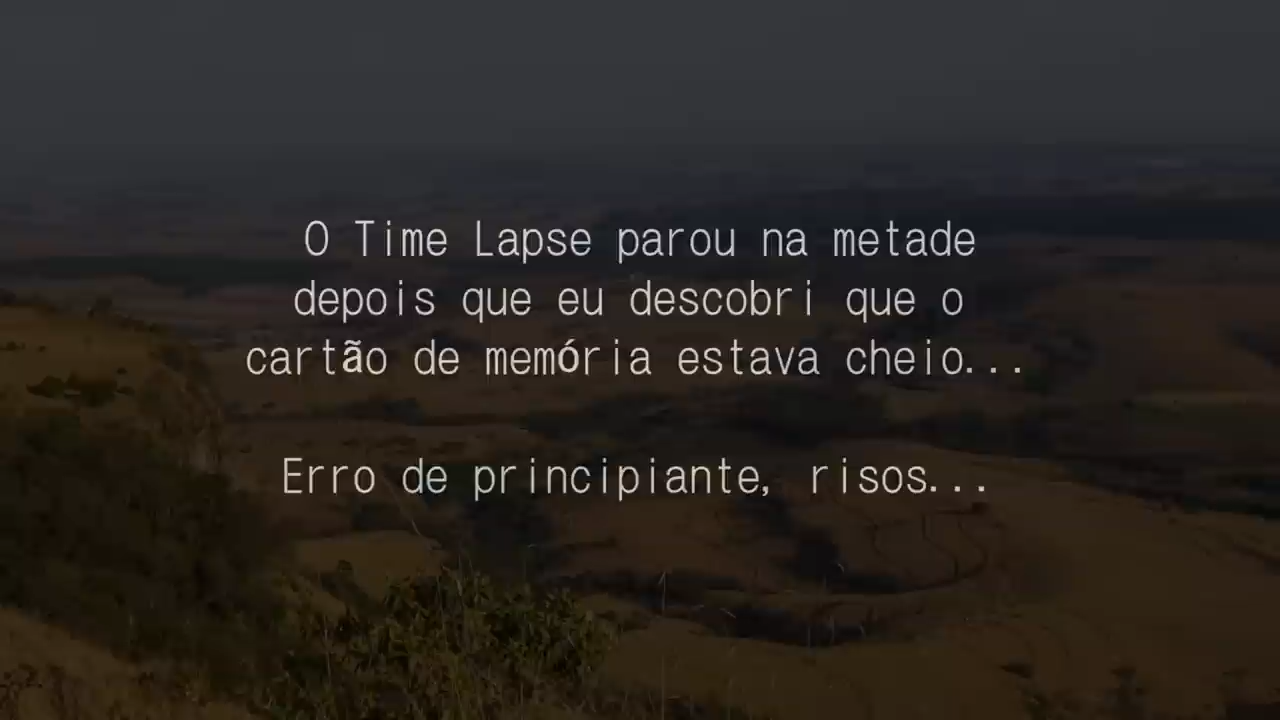 O Time Lapse parou na metade
depois que eu descobri que o
cartão de memória estava cheio...
Erro de principiante, risos...